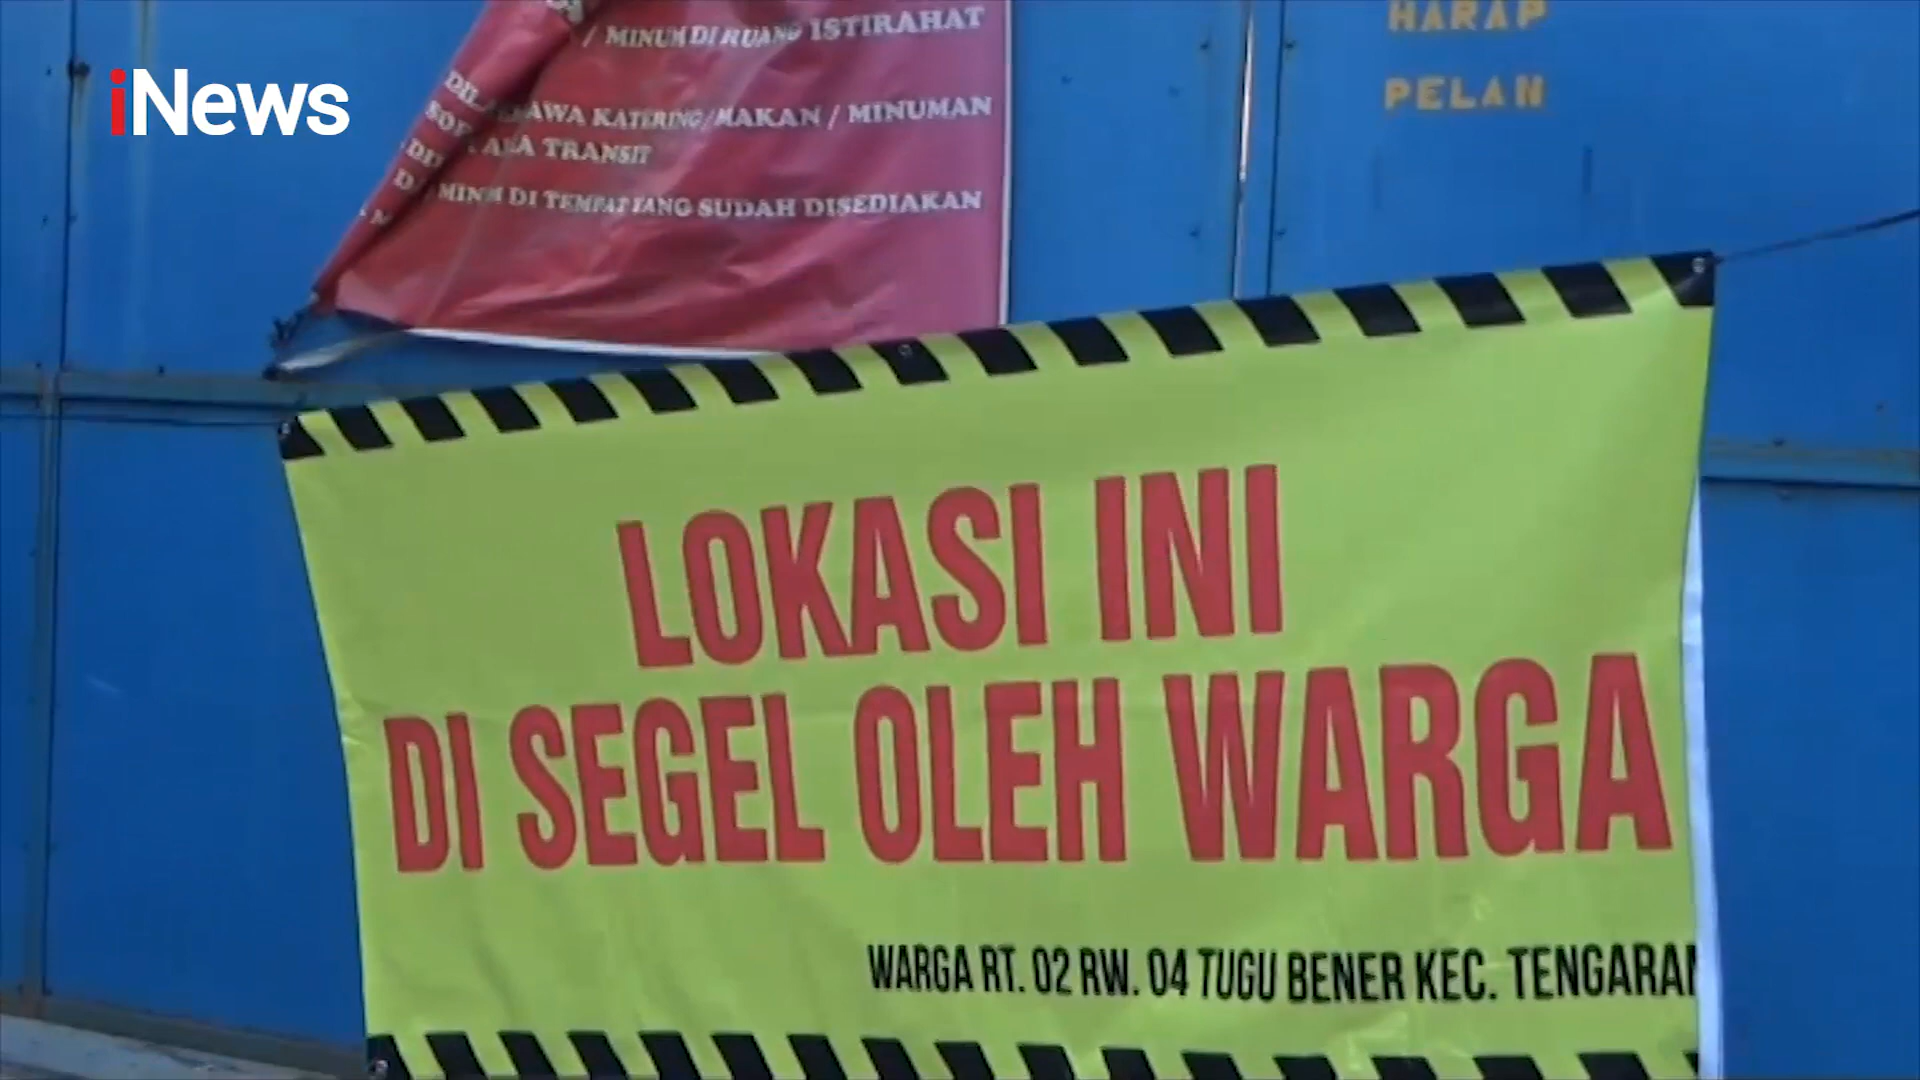 iNews
/ MINUM DI RUANG ISTIRAHAT
KATERING/MAKAN / MINUMAN
TRANSIT
MINUM DI TEMPAT YANG SUDAH DISEDIAKAN
HARAP
PELAN
LOKASI INI
DI SEGEL OLEH WARGA
WARGA RT. 02 RW. 04 TUGU BENER KEC. TENGARAN